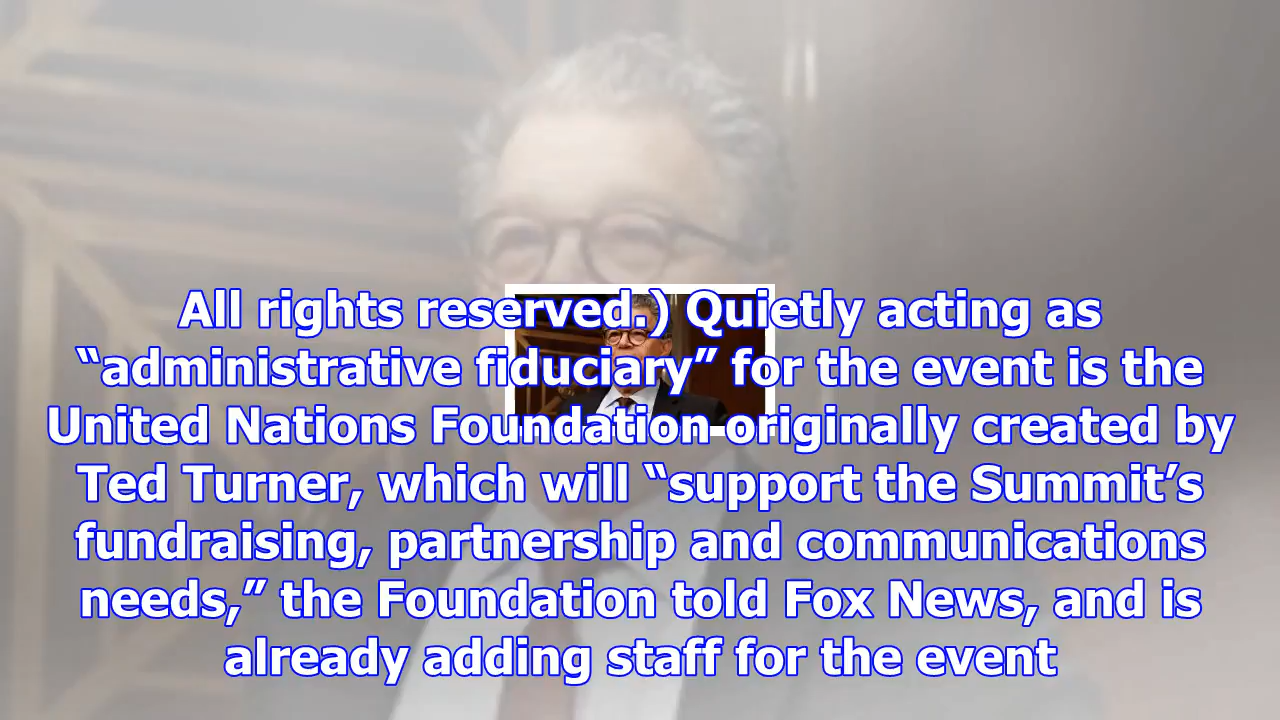 All rights reserved.) Quietly acting as
“administrative fiduciary” for the event is the
United Nations Foundation originally created by
Ted Turner, which will “support the Summit’s
fundraising, partnership and communications
needs,” the Foundation told Fox News, and is
already adding staff for the event